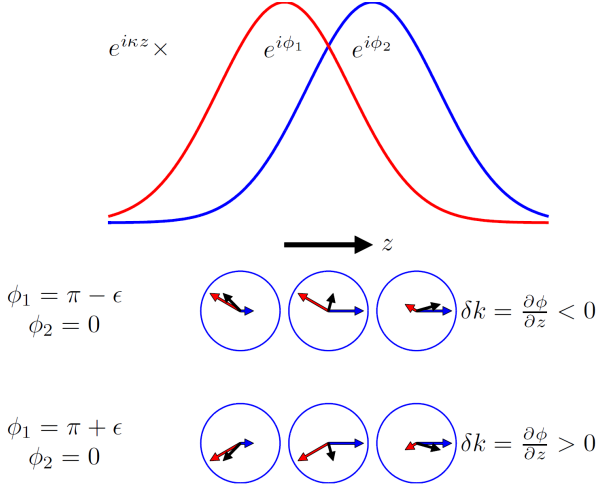 e^{iκz}× e^{iϕ_1} e^{iϕ_2}
z
ϕ_1 = π − ϵ
ϕ_2 = 0
δk = ∂ϕ/∂z < 0
ϕ_1 = π + ϵ
ϕ_2 = 0
δk = ∂ϕ/∂z > 0